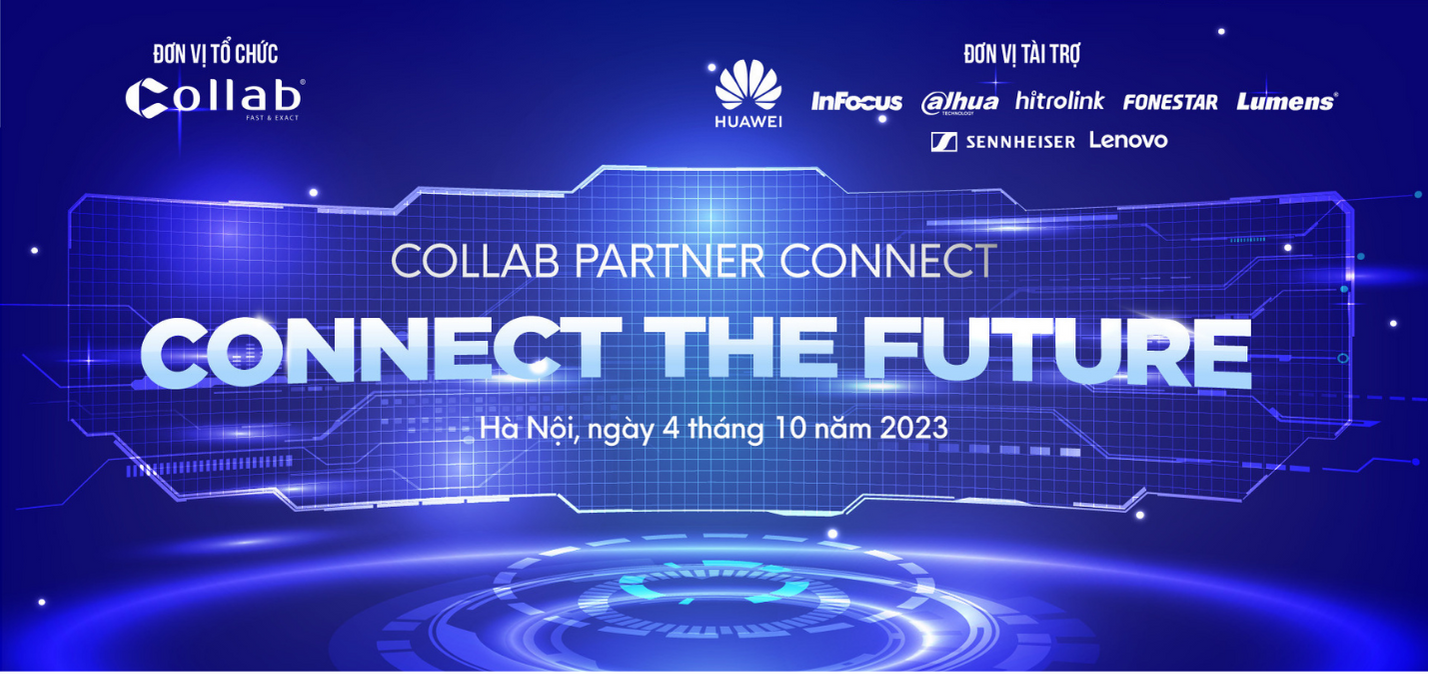 ĐƠN VỊ TỔ CHỨC
Collab®
FAST & EXACT
ĐƠN VỊ TÀI TRỢ
HUAWEI
InFocus alhua TECHNOLOGY hitrolink FONESTAR Lumens®
SENNHEISER Lenovo
COLLAB PARTNER CONNECT
CONNECT THE FUTURE
Hà Nội, ngày 4 tháng 10 năm 2023